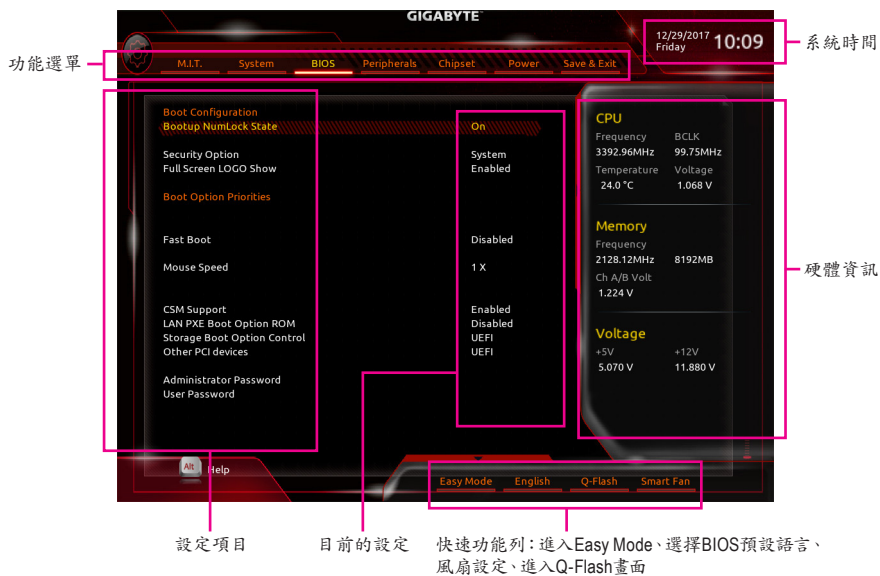 GIGABYTE
12/29/2017
Friday
10:09
系統時間
功能選單
M.I.T. System BIOS Peripherals Chipset Power Save & Exit
Boot Configuration
Bootup NumLock State On
Security Option System
Full Screen LOGO Show Enabled
Boot Option Priorities
Fast Boot Disabled
Mouse Speed 1 X
CSM Support Enabled
LAN PXE Boot Option ROM Disabled
Storage Boot Option Control UEFI
Other PCI devices UEFI
Administrator Password
User Password
CPU
Frequency BCLK
3392.96MHz 99.75MHz
Temperature Voltage
24.0 °C 1.068 V
Memory
Frequency
2128.12MHz 8192MB
Ch A/B Volt
1.224 V
Voltage
+5V +12V
5.070 V 11.880 V
硬體資訊
Alt Help
Easy Mode English Q-Flash Smart Fan
設定項目
目前的設定
快速功能列：進入Easy Mode、選擇BIOS預設語言、
風扇設定、進入Q-Flash畫面